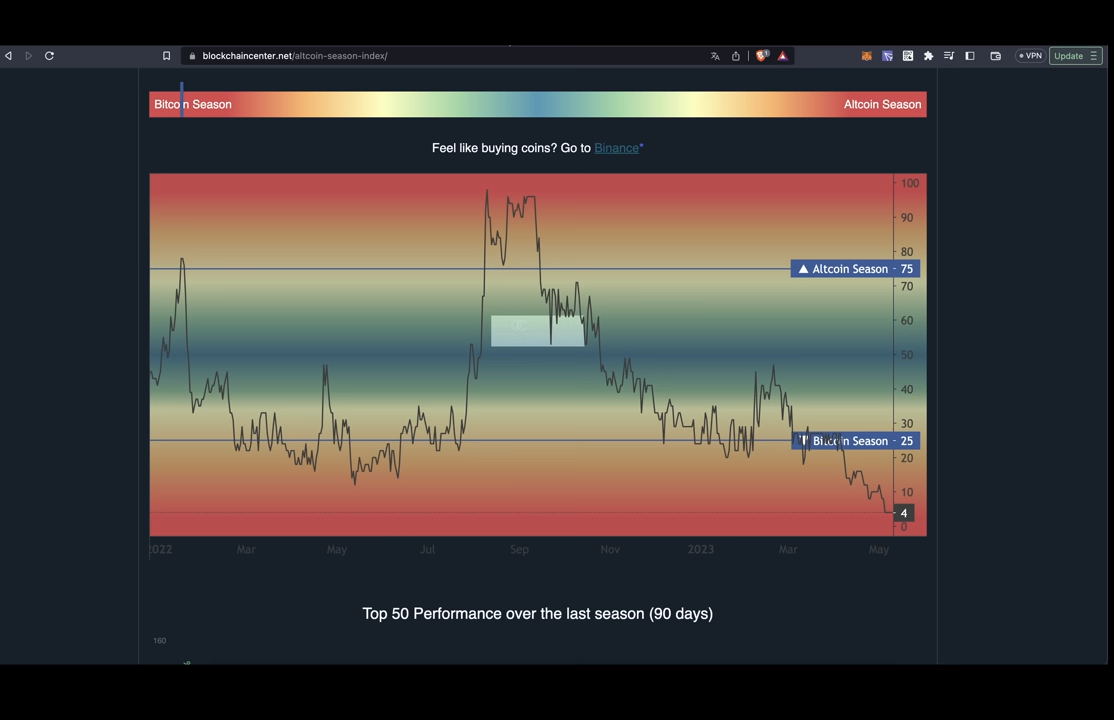 blockchaincenter.net/altcoin-season-index/
1
VPN
Update
Bitcoin Season
Altcoin Season
Feel like buying coins? Go to Binance*
100
90
80
Altcoin Season - 75
70
60
50
40
30
Bitcoin Season - 25
20
10
4
0
2022 Mar May Jul Sep Nov 2023 Mar May
Top 50 Performance over the last season (90 days)
160